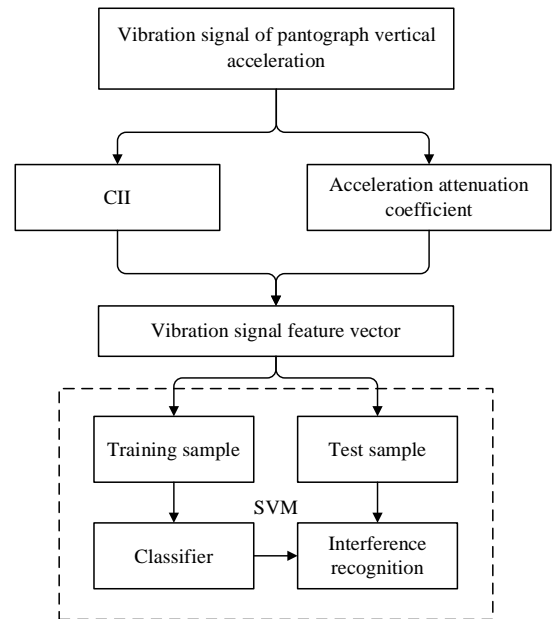 Vibration signal of pantograph vertical
acceleration
CII
Acceleration attenuation
coefficient
Vibration signal feature vector
Training sample
Test sample
SVM
Classifier
Interference
recognition